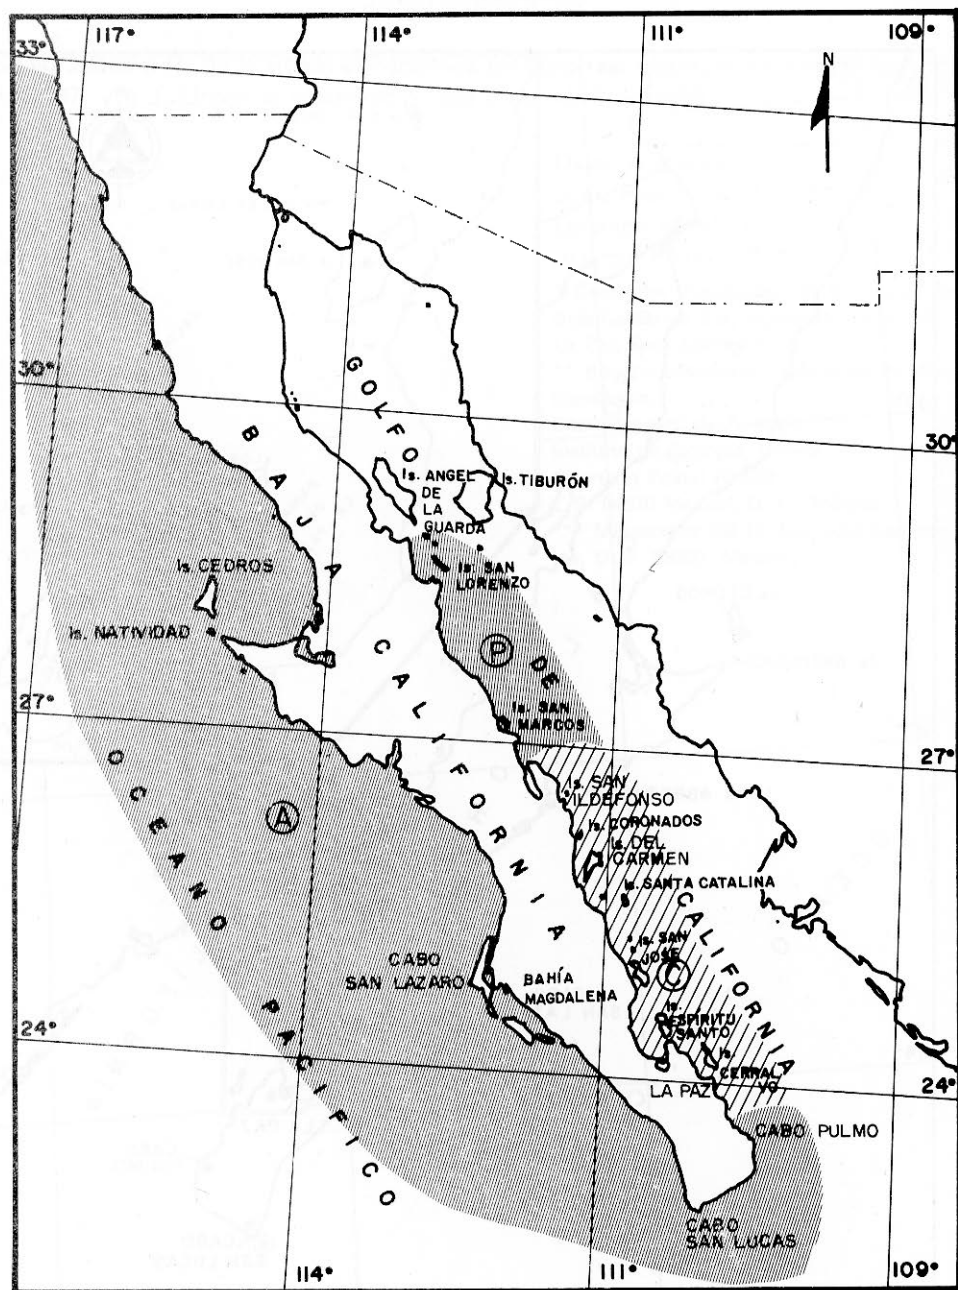 117°
114°
111°
109°
33°
N
30°
30°
GOLFO
DE
CALIFORNIA
BAJA CALIFORNIA
Is. ANGEL
DE
LA
GUARDA
Is. TIBURÓN
Is. SAN
LORENZO
Is. CEDROS
Is. NATIVIDAD
P
Is. SAN
MARCOS
27°
27°
OCEANO PACIFICO
A
Is. SAN
ILDEFONSO
Is. CORONADOS
Is. DEL
CARMEN
Is. SANTA CATALINA
Is. SAN
JOSE
C
CABO
SAN LAZARO
BAHÍA
MAGDALENA
Is.
ESPIRITU
SANTO
Is.
CERRAL
VO
LA PAZ
24°
24°
CABO PULMO
CABO
SAN LUCAS
114°
111°
109°